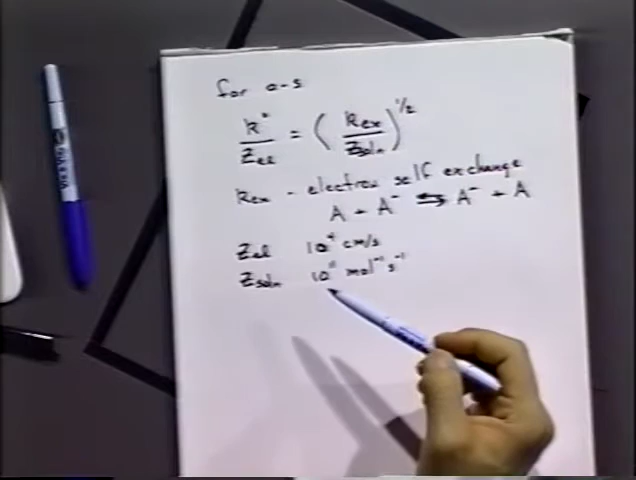 for o-s
k° / Zel = ( kex / Zsoln )^1/2
kex - electron self exchange
A + A⁻ ⇆ A⁻ + A
Zel 10⁴ cm/s
Zsoln 10¹¹ mol⁻¹ s⁻¹